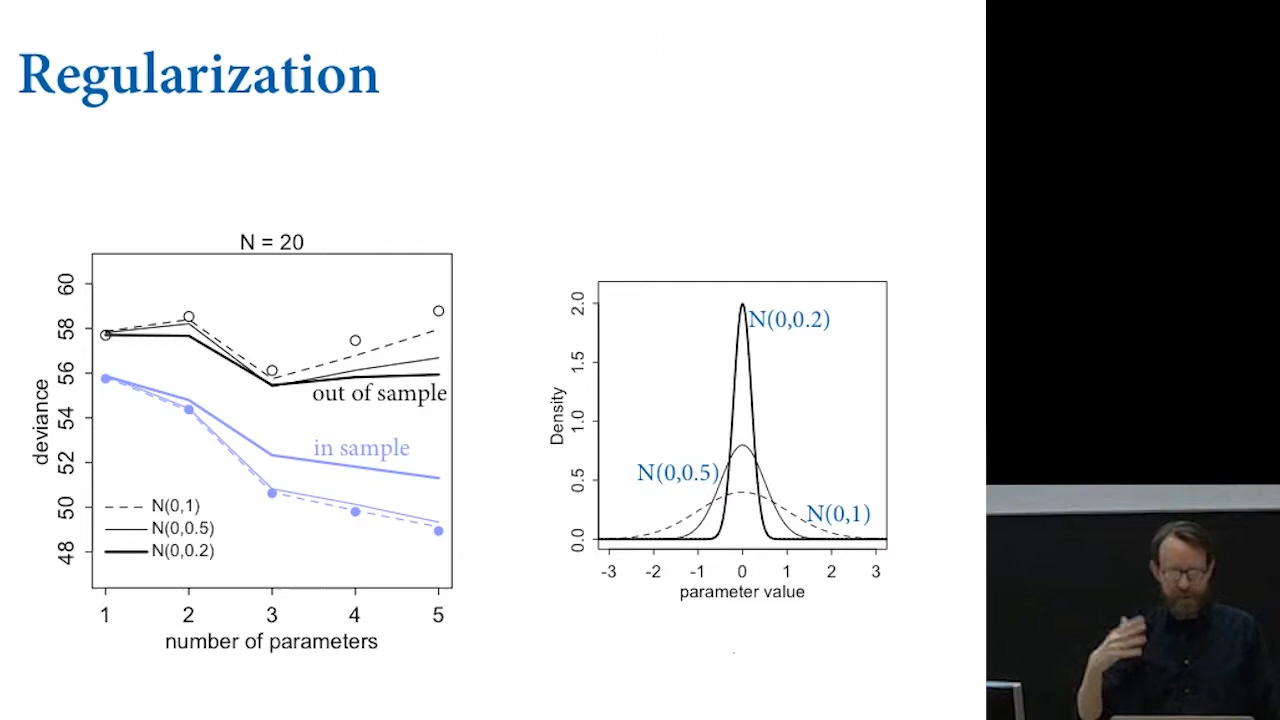 Regularization
N = 20
deviance
60
58
56
54
52
50
48
out of sample
in sample
N(0,1)
N(0,0.5)
N(0,0.2)
1 2 3 4 5
number of parameters
Density
2.0
1.5
1.0
0.5
0.0
N(0,0.2)
N(0,0.5)
N(0,1)
-3 -2 -1 0 1 2 3
parameter value